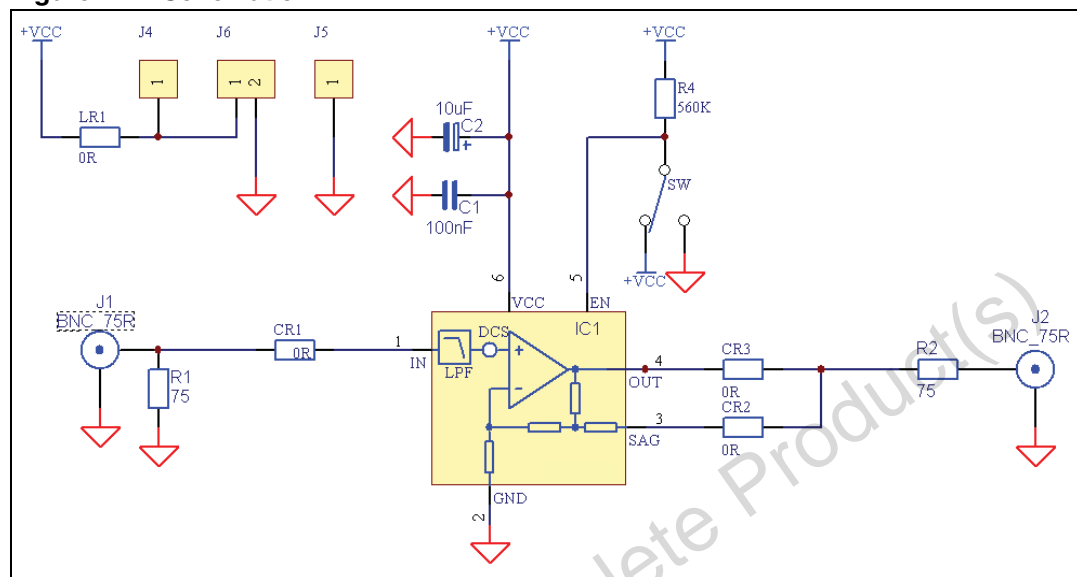 +VCC
J4
J6
J5
+VCC
+VCC
1
1 2
1
R4
560K
LR1
0R
10uF
C2
+
SW
C1
100nF
+VCC
6
5
VCC
EN
J1
BNC_75R
IC1
DCS
J2
BNC_75R
CR1
0R
1
IN
LPF
+
-
4
OUT
CR3
0R
R2
75
R1
75
3
SAG
CR2
0R
GND
2
lete Product(s)